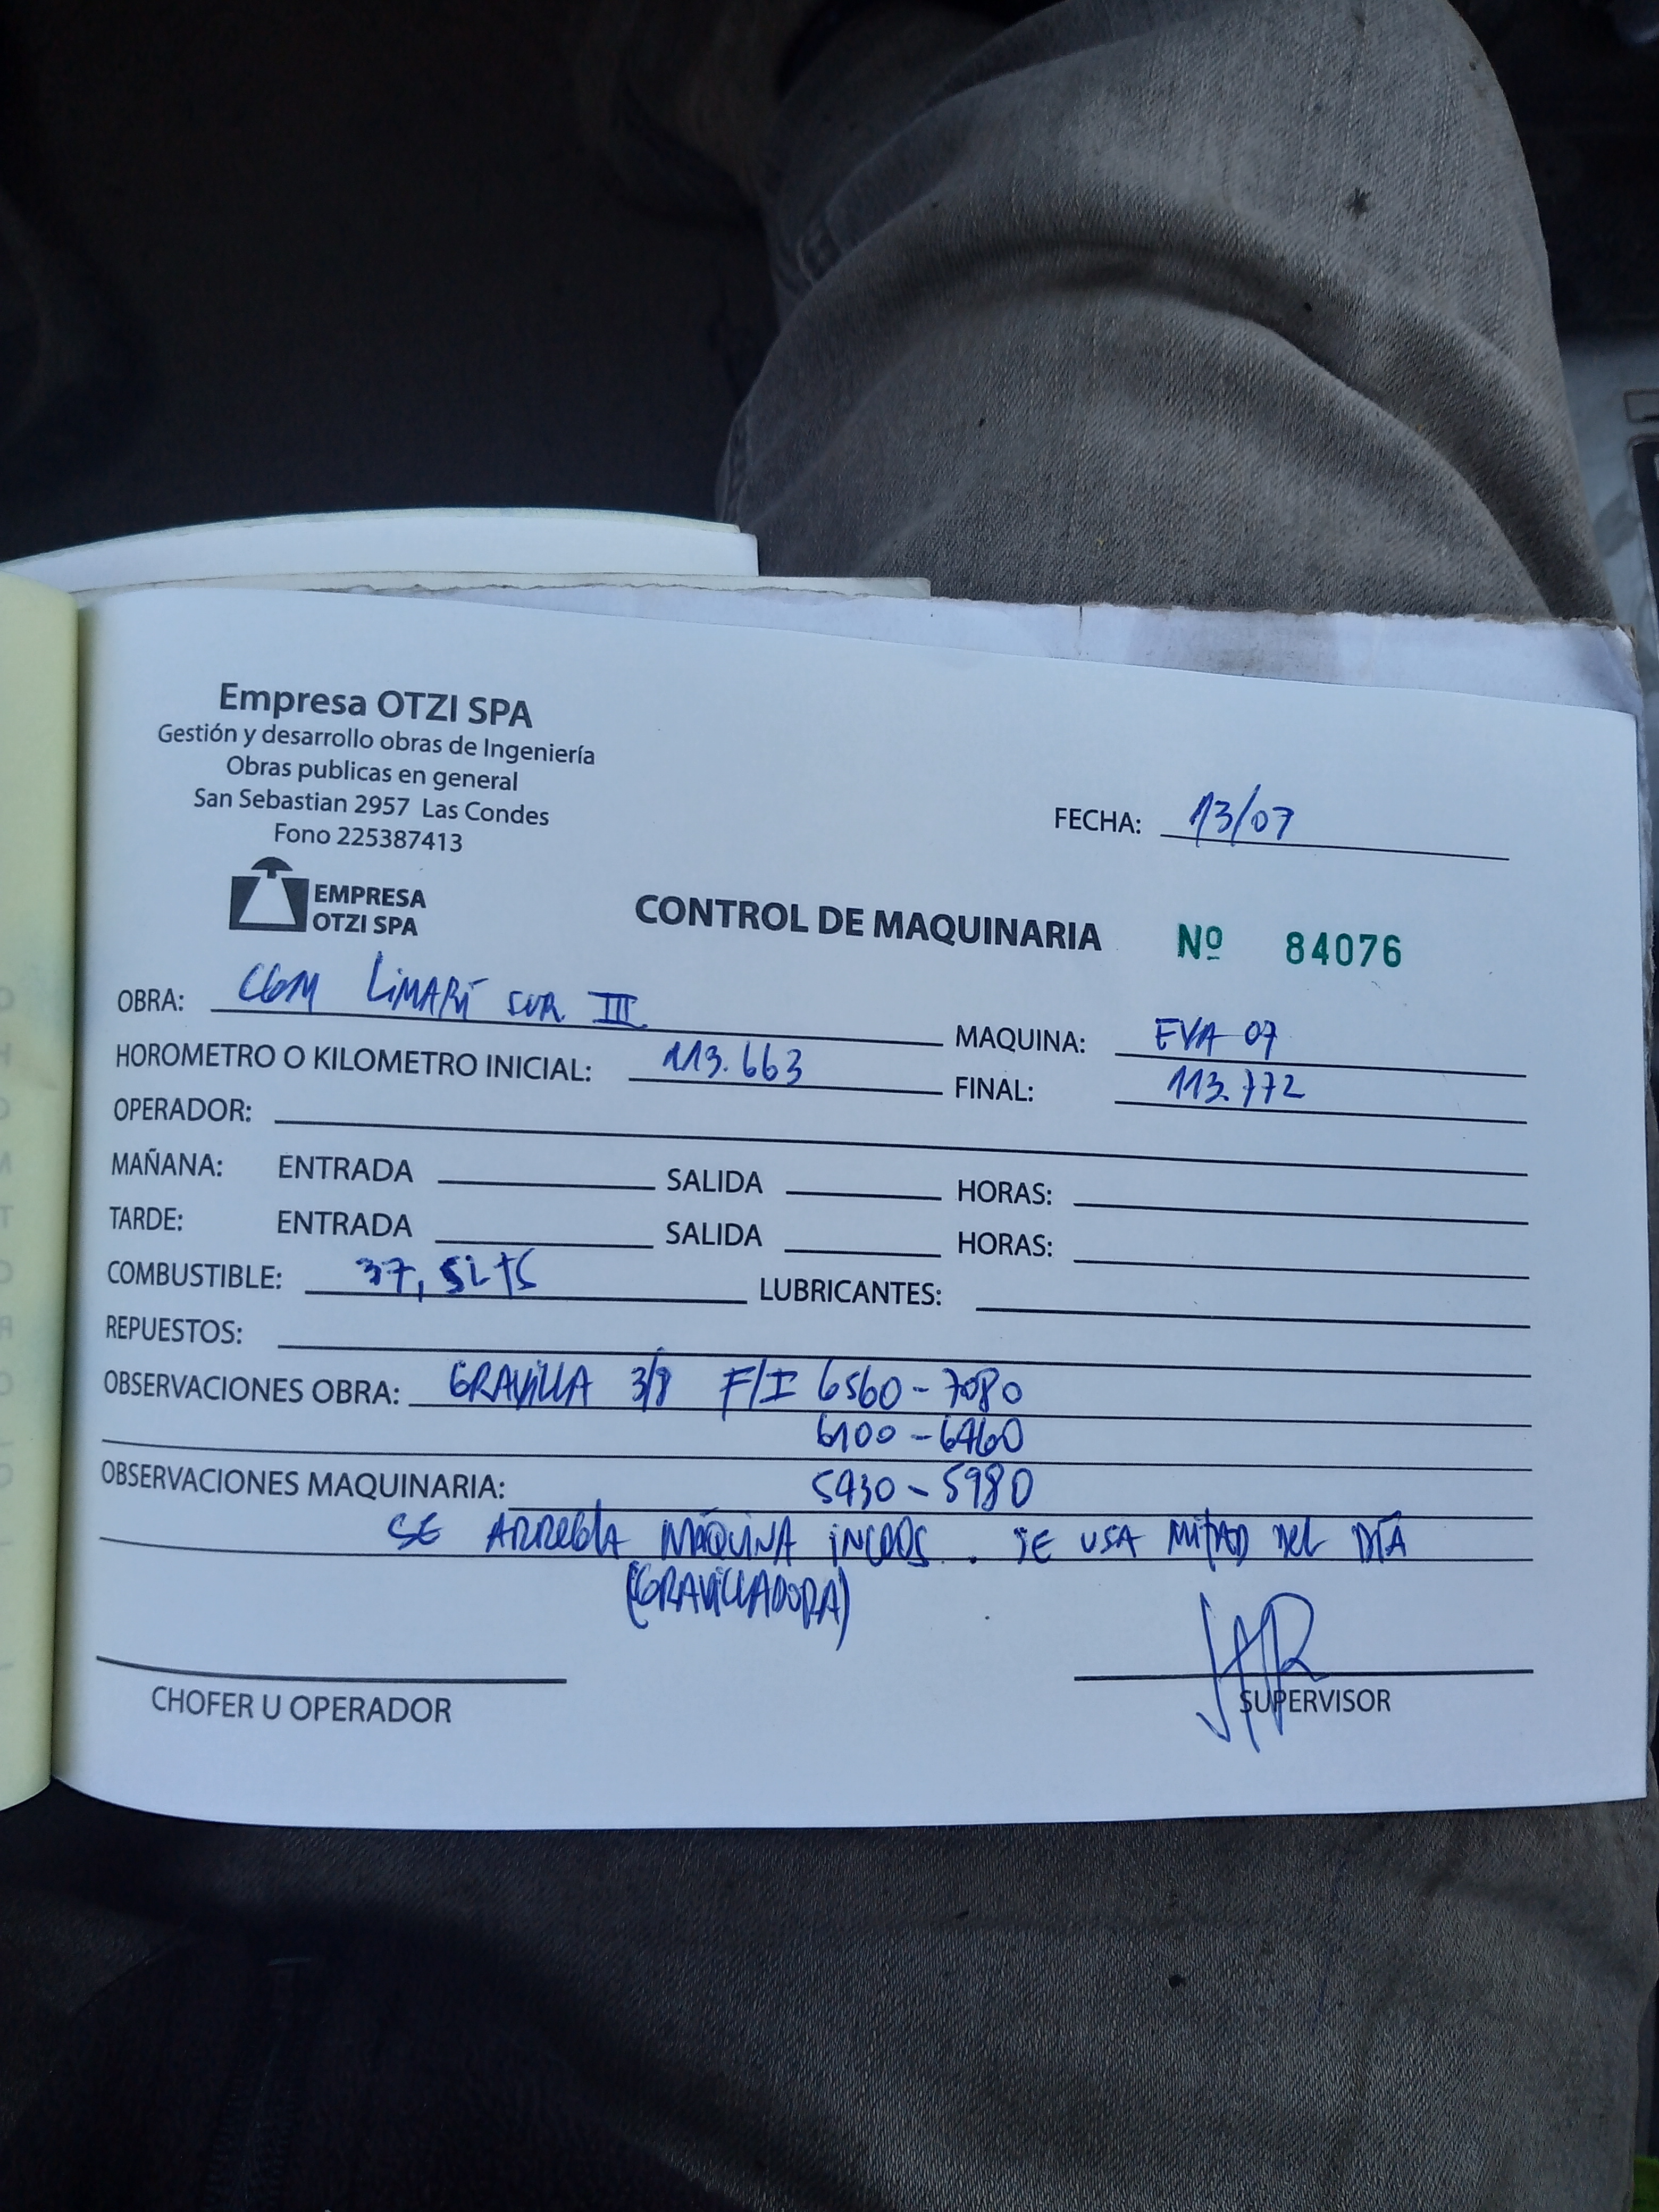 Empresa OTZI SPA
Gestión y desarrollo obras de Ingeniería
Obras publicas en general
San Sebastian 2957 Las Condes
Fono 225387413
FECHA: 13/07
EMPRESA
OTZI SPA
CONTROL DE MAQUINARIA Nº 84076
OBRA: CGM LIMARÍ SUR III
MAQUINA: EVA 07
HOROMETRO O KILOMETRO INICIAL: 113.663
FINAL: 113.772
OPERADOR:
MAÑANA: ENTRADA SALIDA HORAS:
TARDE: ENTRADA SALIDA HORAS:
COMBUSTIBLE: 37,5LTS LUBRICANTES:
REPUESTOS:
OBSERVACIONES OBRA: GRAVILLA 3/8 F/I 6560-7080
6100-6460
OBSERVACIONES MAQUINARIA: 5930-5980
SE ARREGLA MÁQUINA . SE USA MITAD DEL DÍA
(GRAVILLADORA)
CHOFER U OPERADOR
SUPERVISOR